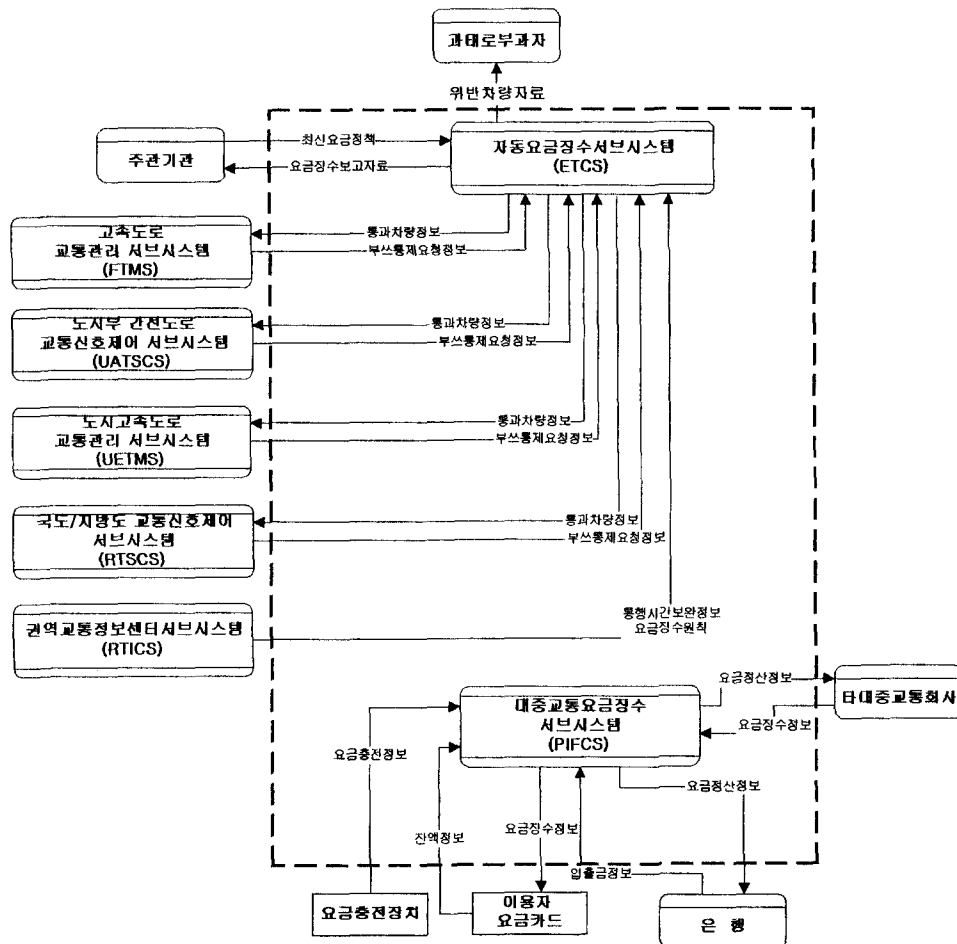 과태로부과자
위반차량자료
주관기관
최신요금정책
요금징수보고자료
자동요금징수서브시스템
(ETCS)
고속도로
교통관리 서브시스템
(FTMS)
통과차량정보
부쓰통제요청정보
도시부 간선도로
교통신호제어 서브시스템
(UATSCS)
통과차량정보
부쓰통제요청정보
도시고속도로
교통관리 서브시스템
(UETMS)
통과차량정보
부쓰통제요청정보
국도/지방도 교통신호제어
서브시스템
(RTSCS)
통과차량정보
부쓰통제요청정보
권역교통정보센터서브시스템
(RTICS)
통행시간보완정보
요금징수원칙
대중교통요금징수
서브시스템
(PIFCS)
요금정산정보
요금징수정보
타대중교통회사
요금충전정보
잔액정보
요금징수정보
요금정산정보
입출금정보
요금충전장치
이용자
요금카드
은 행